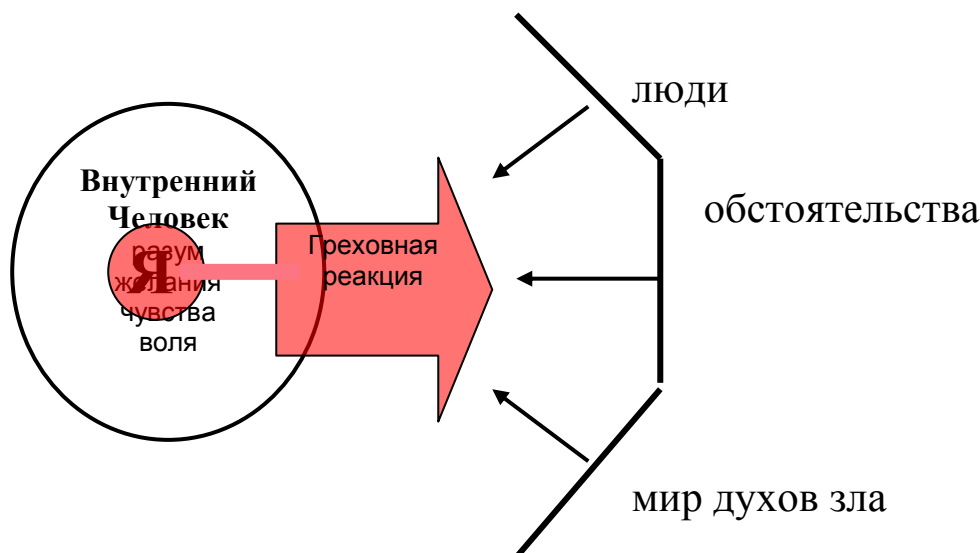 Внутренний
Человек
разум
Я
желания
чувства
воля
Греховная
реакция
люди
обстоятельства
мир духов зла